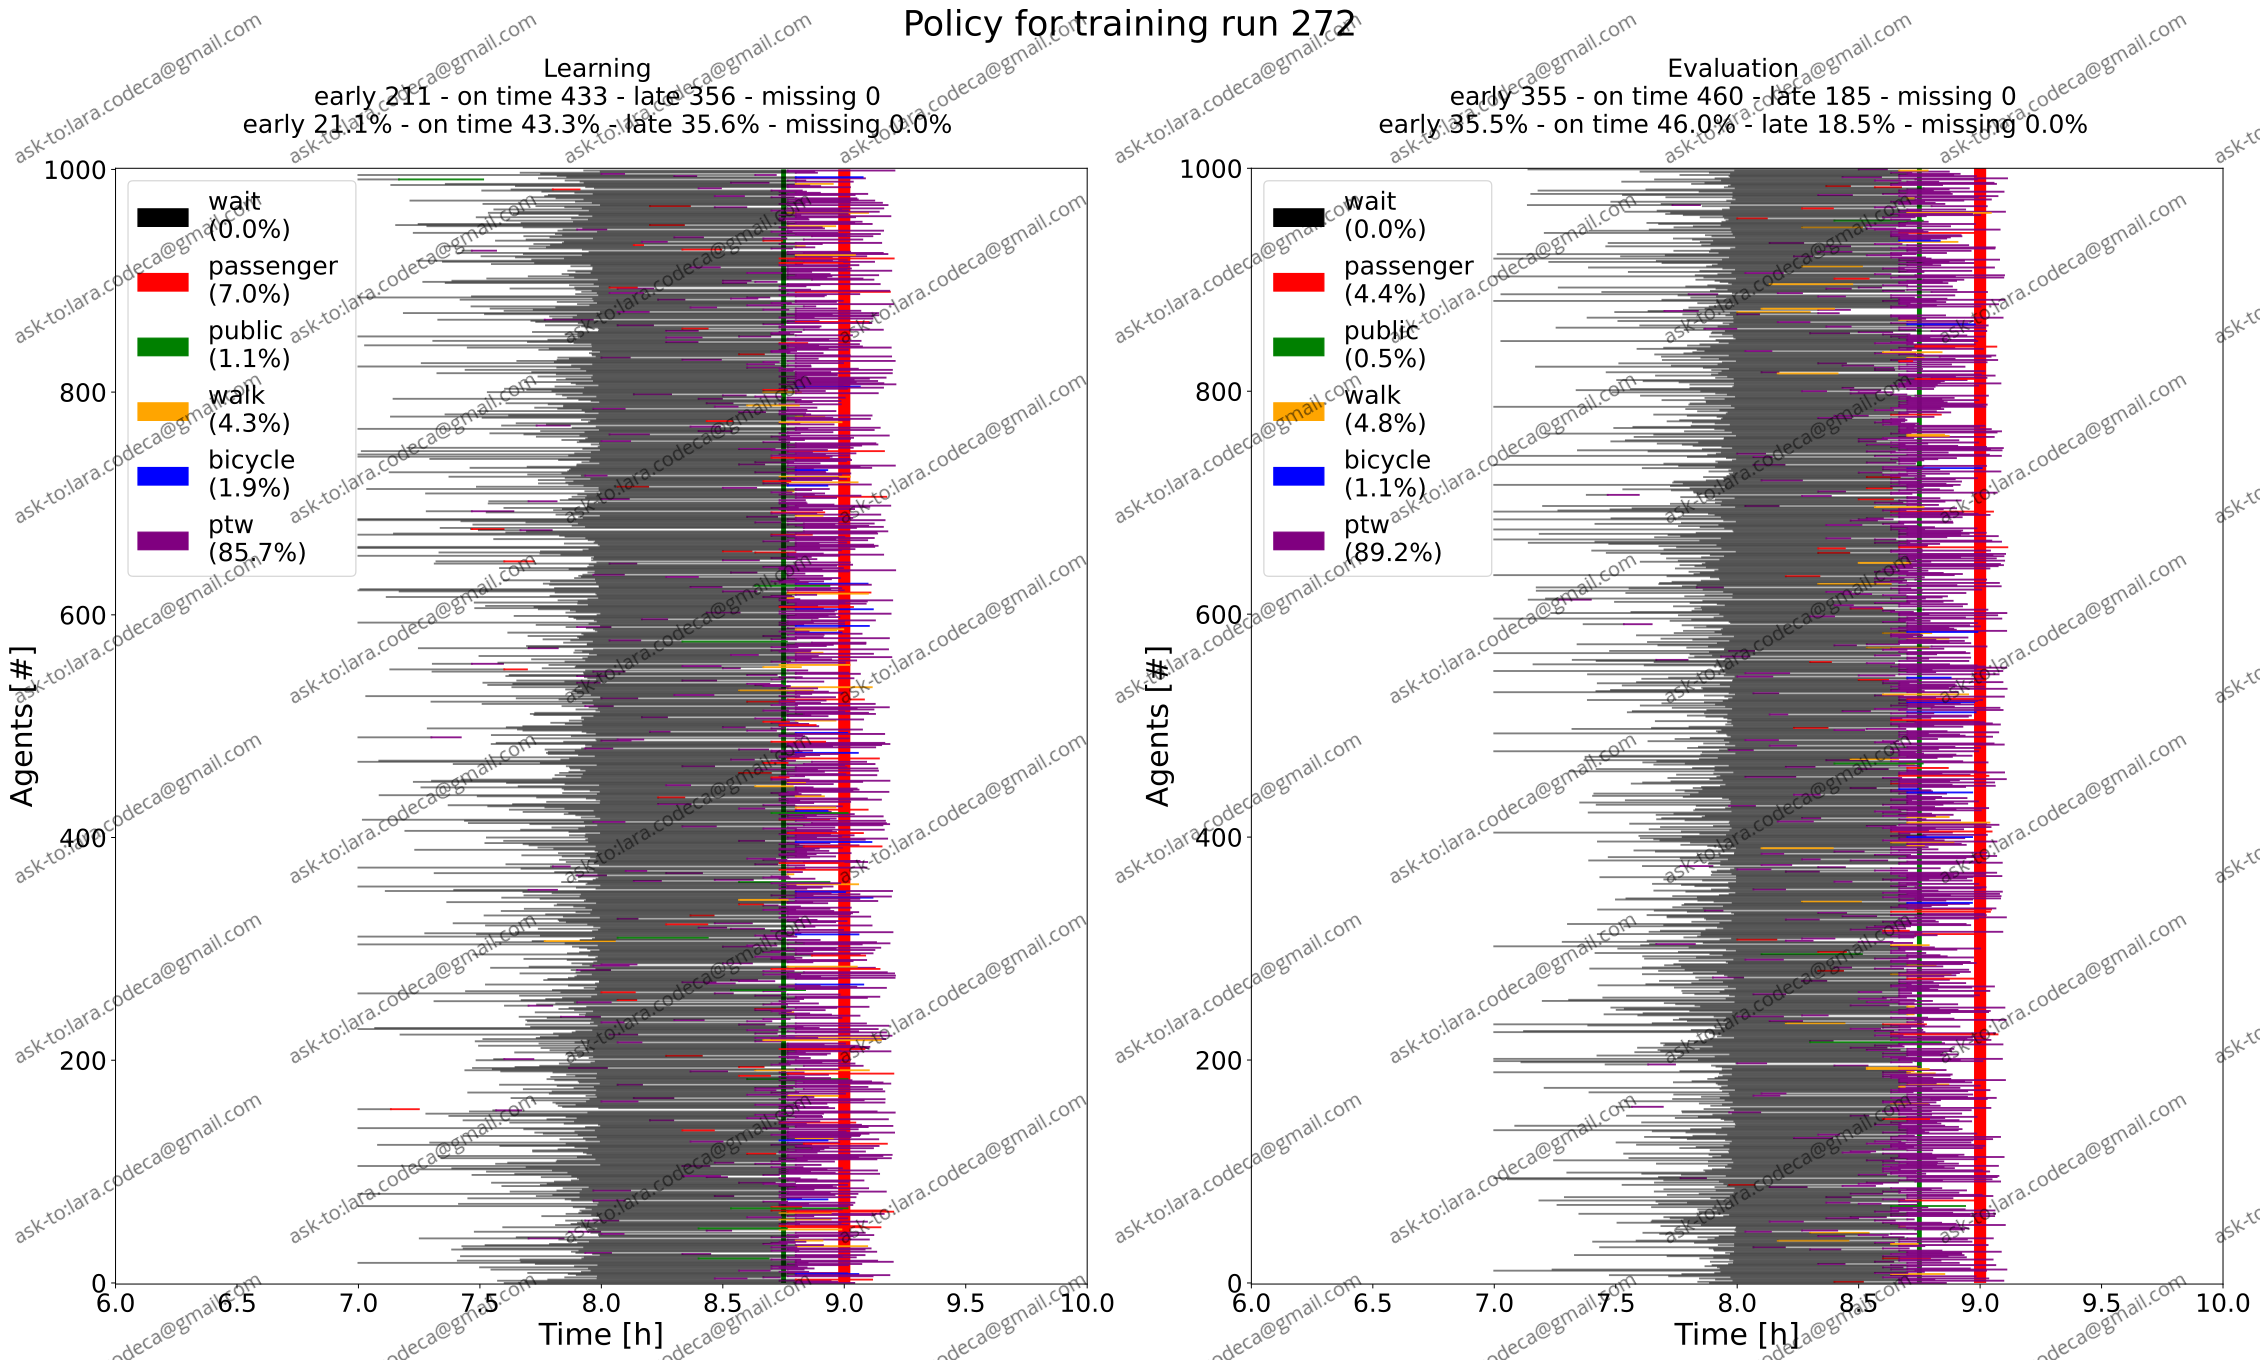 Policy for training run 272
Learning
early 211 - on time 433 - late 356 - missing 0
early 21.1% - on time 43.3% - late 35.6% - missing 0.0%
1000
800
600
400
200
0
Agents [#]
wait
(0.0%)
passenger
(7.0%)
public
(1.1%)
walk
(4.3%)
bicycle
(1.9%)
ptw
(85.7%)
6.0 6.5 7.0 7.5 8.0 8.5 9.0 9.5 10.0
Time [h]
Evaluation
early 355 - on time 460 - late 185 - missing 0
early 35.5% - on time 46.0% - late 18.5% - missing 0.0%
1000
800
600
400
200
0
Agents [#]
wait
(0.0%)
passenger
(4.4%)
public
(0.5%)
walk
(4.8%)
bicycle
(1.1%)
ptw
(89.2%)
6.0 6.5 7.0 7.5 8.0 8.5 9.0 9.5 10.0
Time [h]
ask-to:lara.codeca@gmail.com